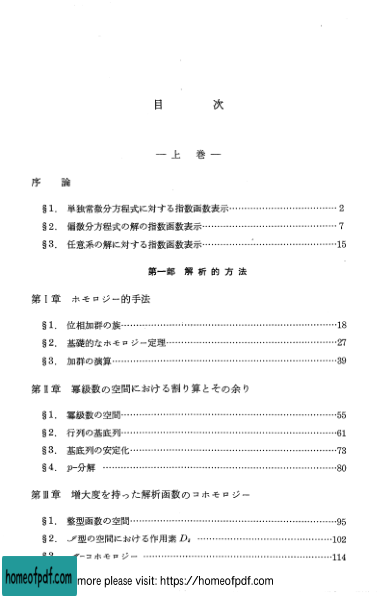 目 次
— 上 巻 —
序 論
§1. 単独常微分方程式に対する指数函数表示……2
§2. 偏微分方程式の解の指数函数表示……7
§3. 任意系の解に対する指数函数表示……15
第一部 解析的方法
第Ⅰ章 ホモロジー的手法
§1. 位相加群の族……18
§2. 基礎的なホモロジー定理……27
§3. 加群の演算……39
第Ⅱ章 冪級数の空間における割り算とその余り
§1. 冪級数の空間……55
§2. 行列の基底列……61
§3. 基底列の安定化……73
§4. p-分解……80
第Ⅲ章 増大度を持った解析函数のコホモロジー
§1. 整型函数の空間……95
§2. 型の空間における作用素 D……102
コホモロジー……114
homeofpdf.com
more please visit: https://homeofpdf.com